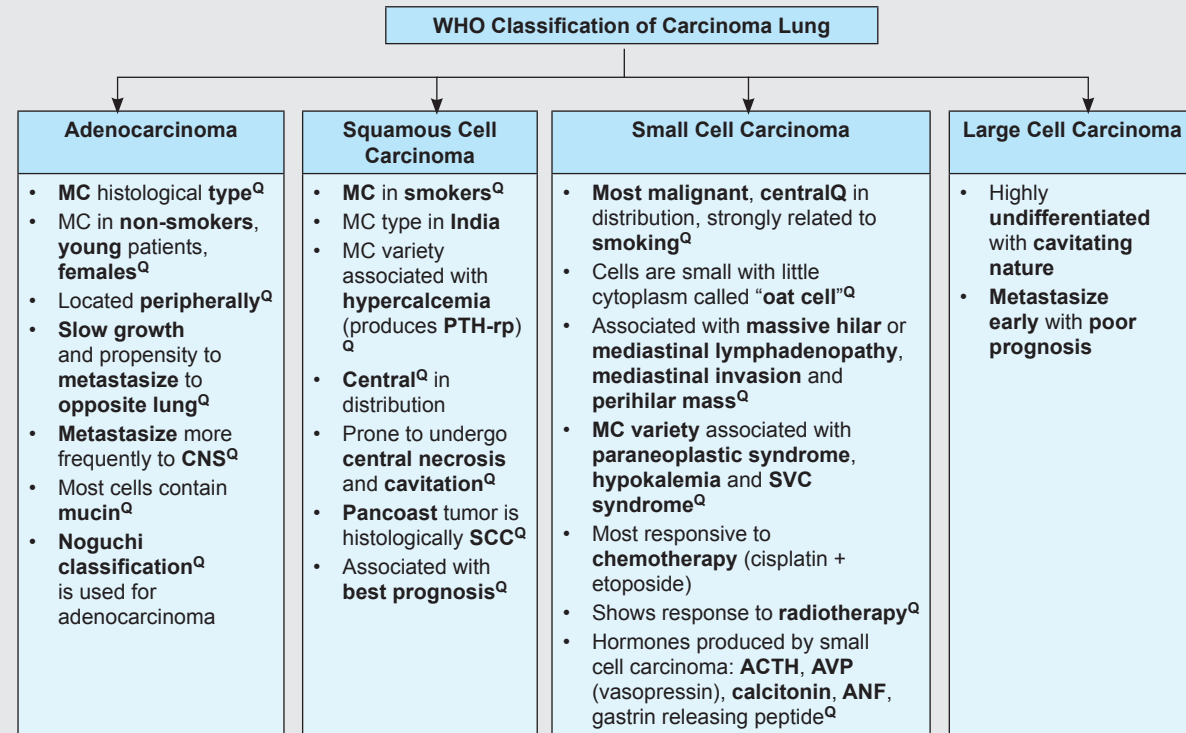 WHO Classification of Carcinoma Lung
Adenocarcinoma
• MC histological typeQ
• MC in non-smokers,
young patients,
femalesQ
• Located peripherallyQ
• Slow growth
and propensity to
metastasize to
opposite lungQ
• Metastasize more
frequently to CNSQ
• Most cells contain
mucinQ
• Noguchi
classificationQ
is used for
adenocarcinoma
Squamous Cell
Carcinoma
• MC in smokersQ
• MC type in India
• MC variety
associated with
hypercalcemia
(produces PTH-rp)
Q
• CentralQ in
distribution
• Prone to undergo
central necrosis
and cavitationQ
• Pancoast tumor is
histologically SCCQ
• Associated with
best prognosisQ
Small Cell Carcinoma
• Most malignant, centralQ in
distribution, strongly related to
smokingQ
• Cells are small with little
cytoplasm called “oat cell”Q
• Associated with massive hilar or
mediastinal lymphadenopathy,
mediastinal invasion and
perihilar massQ
• MC variety associated with
paraneoplastic syndrome,
hypokalemia and SVC
syndromeQ
• Most responsive to
chemotherapy (cisplatin +
etoposide)
• Shows response to radiotherapyQ
• Hormones produced by small
cell carcinoma: ACTH, AVP
(vasopressin), calcitonin, ANF,
gastrin releasing peptideQ
Large Cell Carcinoma
• Highly
undifferentiated
with cavitating
nature
• Metastasize
early with poor
prognosis